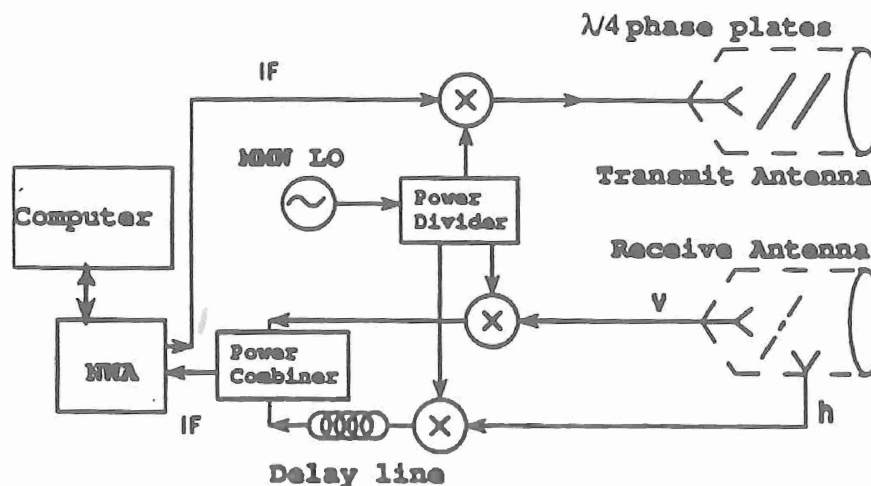 λ/4 phase plates
IF
MMW LO
Transmit Antenna
Computer
Power
Divider
Receive Antenna
V
NWA
Power
Combiner
IF
h
Delay line